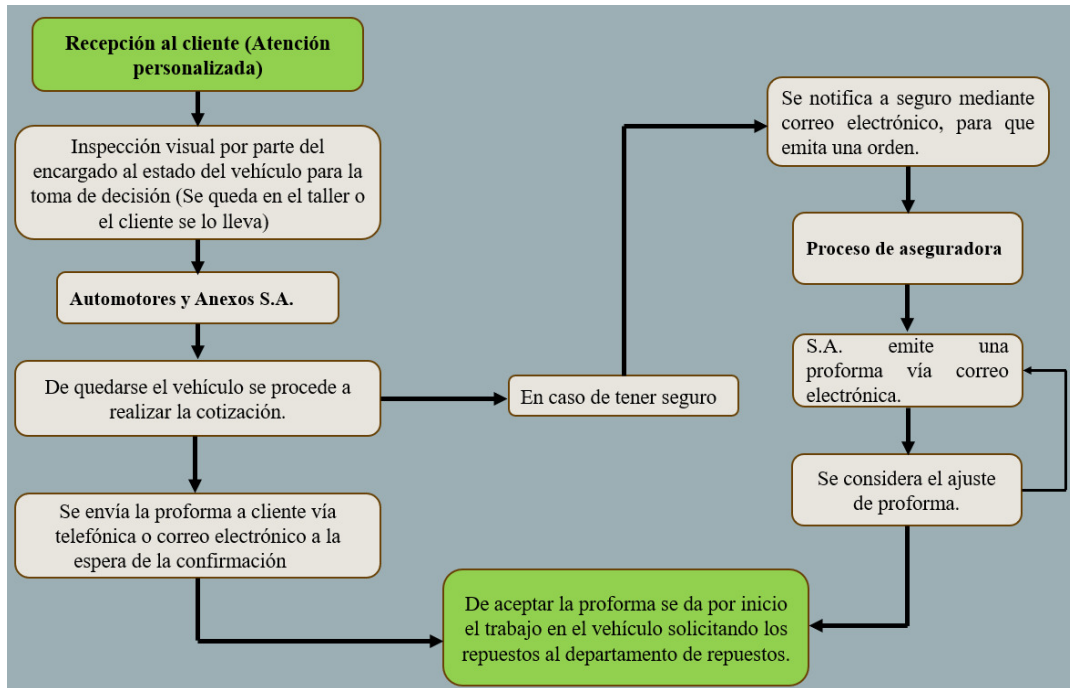 Recepción al cliente (Atención
personalizada)
Inspección visual por parte del
encargado al estado del vehículo para la
toma de decisión (Se queda en el taller o
el cliente se lo lleva)
Automotores y Anexos S.A.
De quedarse el vehículo se procede a
realizar la cotización.
Se envía la proforma a cliente vía
telefónica o correo electrónico a la
espera de la confirmación
En caso de tener seguro
Se notifica a seguro mediante
correo electrónico, para que
emita una orden.
Proceso de aseguradora
S.A. emite una
proforma vía correo
electrónica.
Se considera el ajuste
de proforma.
De aceptar la proforma se da por inicio
el trabajo en el vehículo solicitando los
repuestos al departamento de repuestos.